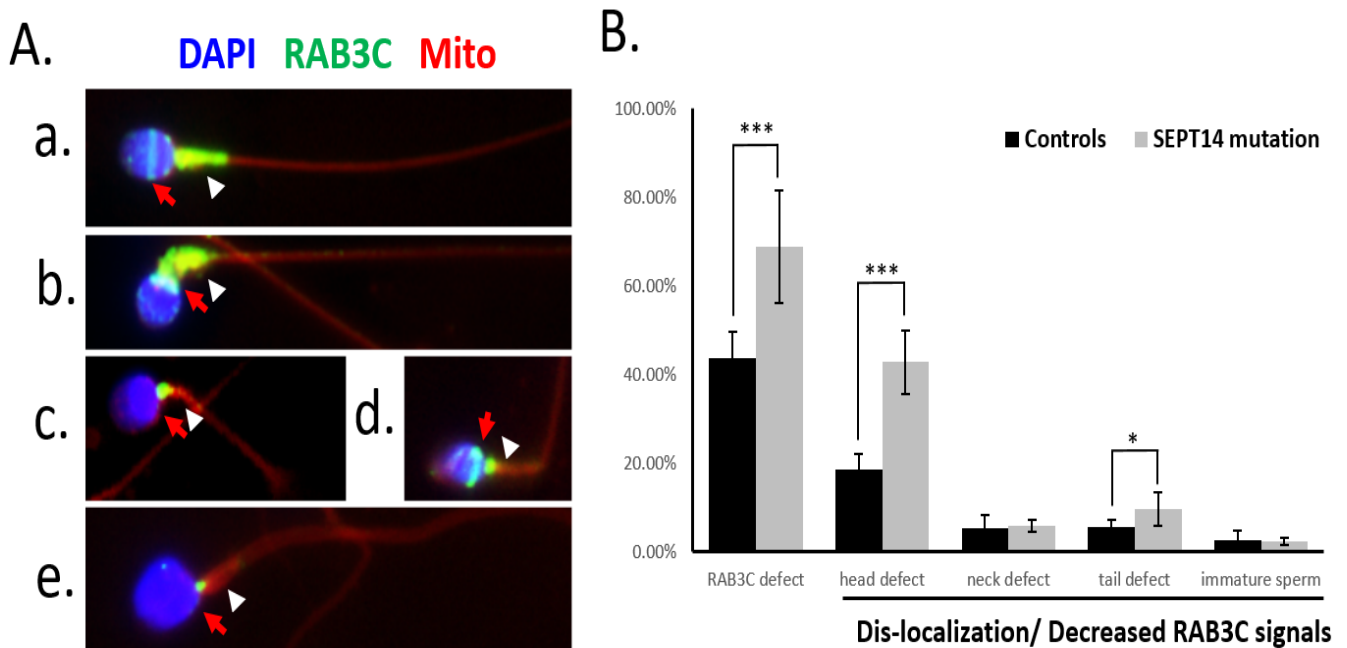 A.
DAPI RAB3C Mito
a.
b.
c.
d.
e.
B.
100.00%
80.00%
60.00%
40.00%
20.00%
0.00%
Controls SEPT14 mutation
***
***
*
RAB3C defect head defect neck defect tail defect immature sperm
Dis-localization/ Decreased RAB3C signals